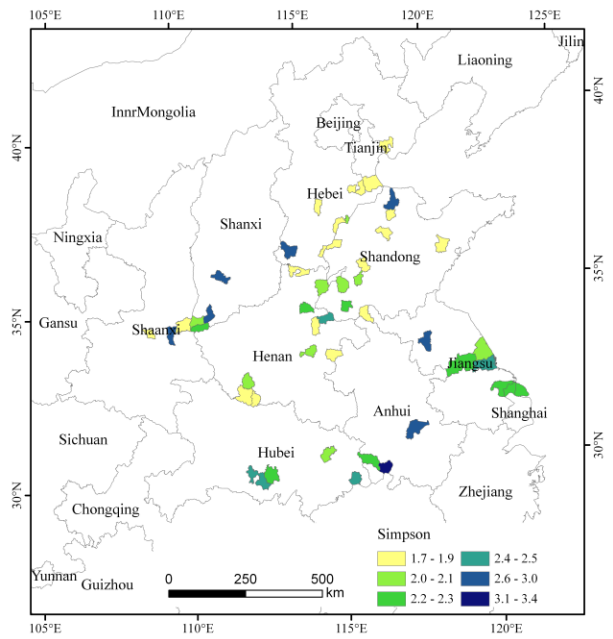 105°E 110°E 115°E 120°E 125°E
Jilin
Liaoning
40°N
InnrMongolia
Beijing
40°N
Tianjin
Hebei
Shanxi
Ningxia
Shandong
35°N
Gansu
35°N
Shaanxi
Henan
Jiangsu
Anhui
Shanghai
Sichuan
Hubei
30°N
30°N
Zhejiang
Chongqing
Simpson
1.7 - 1.9 2.4 - 2.5
2.0 - 2.1 2.6 - 3.0
2.2 - 2.3 3.1 - 3.4
Yunnan
Guizhou
0 250 500
km
105°E 110°E 115°E 120°E